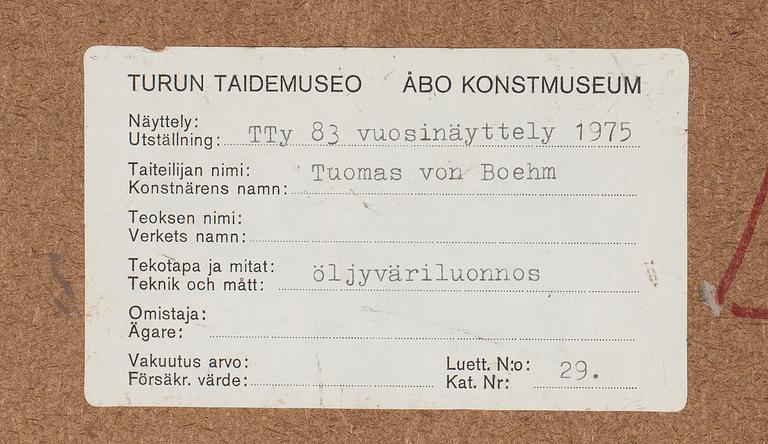 TURUN TAIDEMUSEO ÅBO KONSTMUSEUM
Näyttely:
Utställning: TTy 83 vuosinäyttely 1975
Taiteilijan nimi: Tuomas von Boehm
Konstnärens namn:
Teoksen nimi:
Verkets namn:
Tekotapa ja mitat: öljyväriluonnos
Teknik och mått:
Omistaja:
Ägare:
Vakuutus arvo: Luett. N:o: 29.
Försäkr. värde: Kat. Nr: